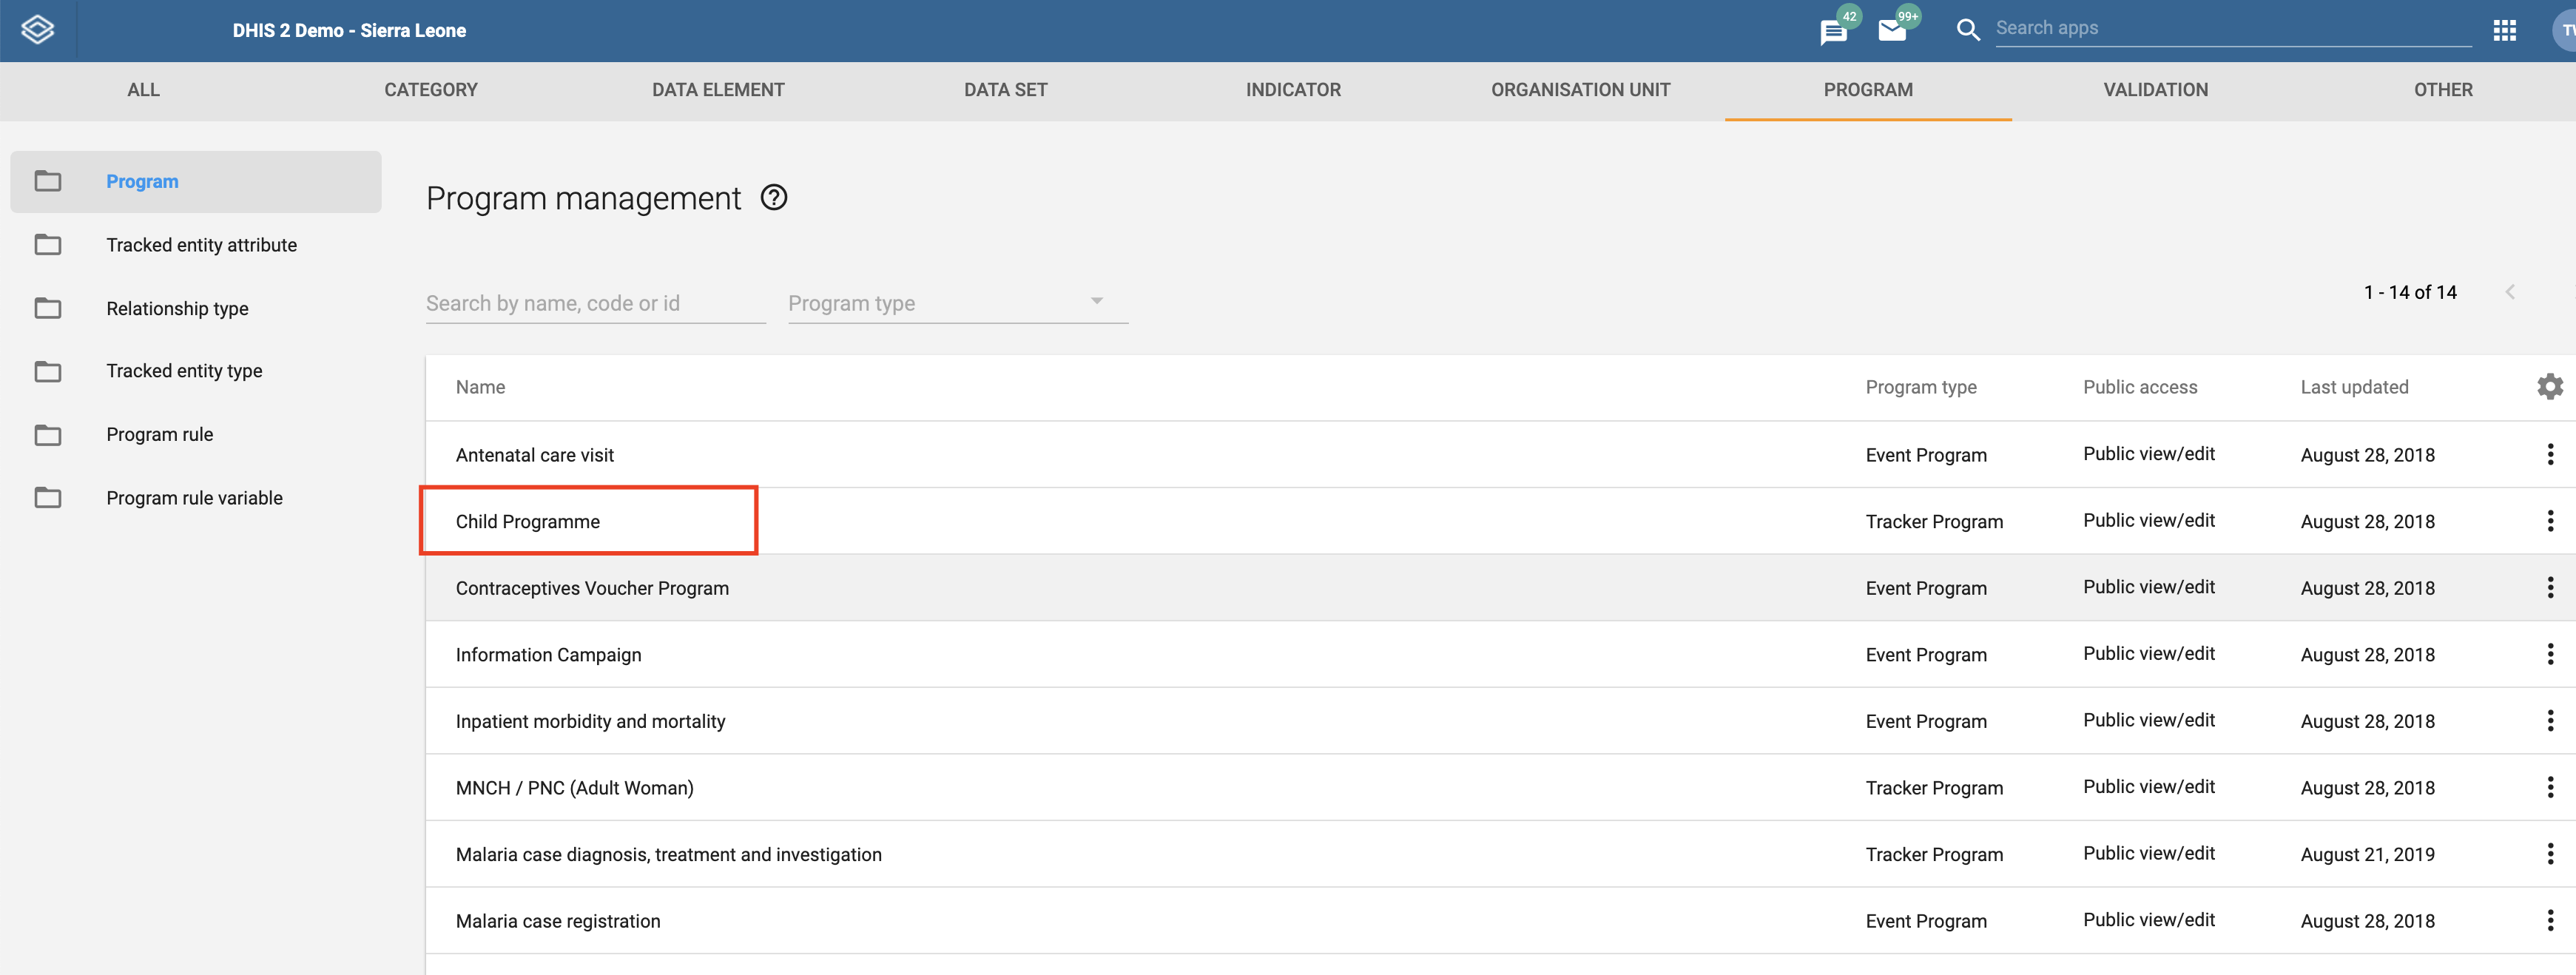 DHIS 2 Demo - Sierra Leone
42
99+
Search apps
ALL
CATEGORY
DATA ELEMENT
DATA SET
INDICATOR
ORGANISATION UNIT
PROGRAM
VALIDATION
OTHER
Program
Tracked entity attribute
Relationship type
Tracked entity type
Program rule
Program rule variable
Program management
Search by name, code or id
Program type
1 - 14 of 14
Name Program type Public access Last updated
Antenatal care visit Event Program Public view/edit August 28, 2018
Child Programme Tracker Program Public view/edit August 28, 2018
Contraceptives Voucher Program Event Program Public view/edit August 28, 2018
Information Campaign Event Program Public view/edit August 28, 2018
Inpatient morbidity and mortality Event Program Public view/edit August 28, 2018
MNCH / PNC (Adult Woman) Tracker Program Public view/edit August 28, 2018
Malaria case diagnosis, treatment and investigation Tracker Program Public view/edit August 21, 2019
Malaria case registration Event Program Public view/edit August 28, 2018